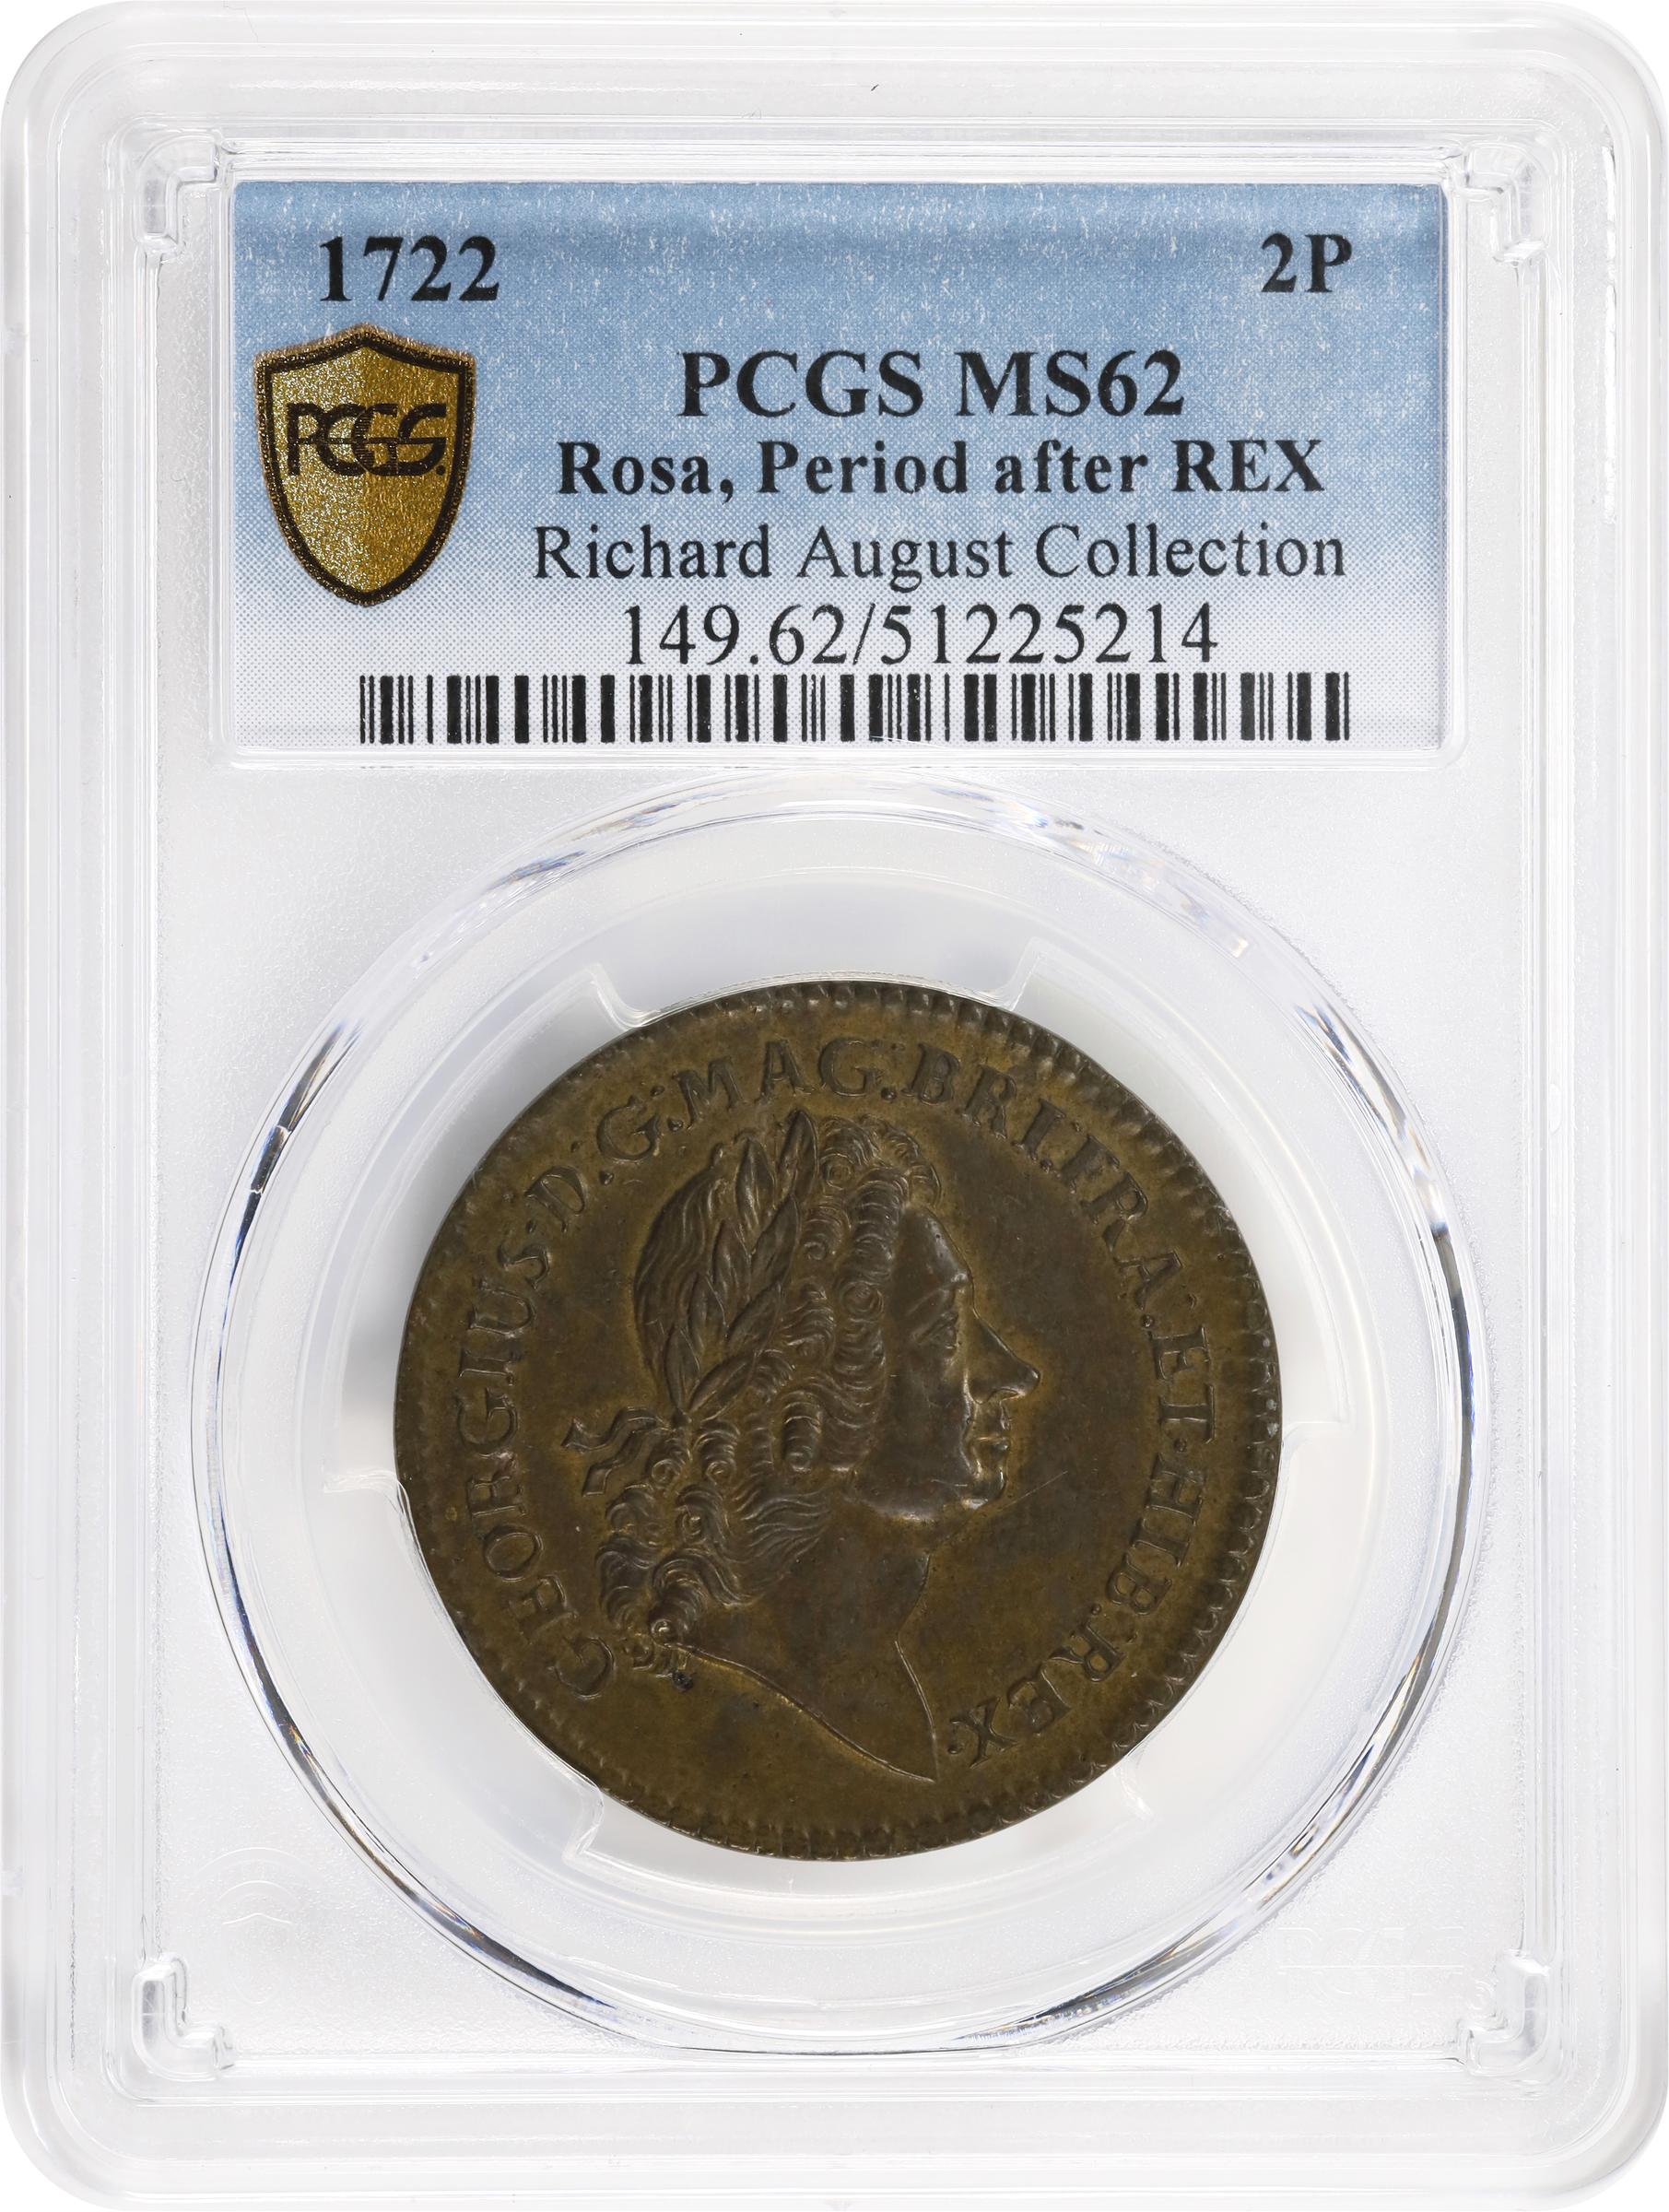 1722 2P
PCGS MS62
PCGS
Rosa, Period after REX
Richard August Collection
149.62/51225214
GEORGIUS·D:G:MAG:BRI:FRA:ET·HIB:REX·